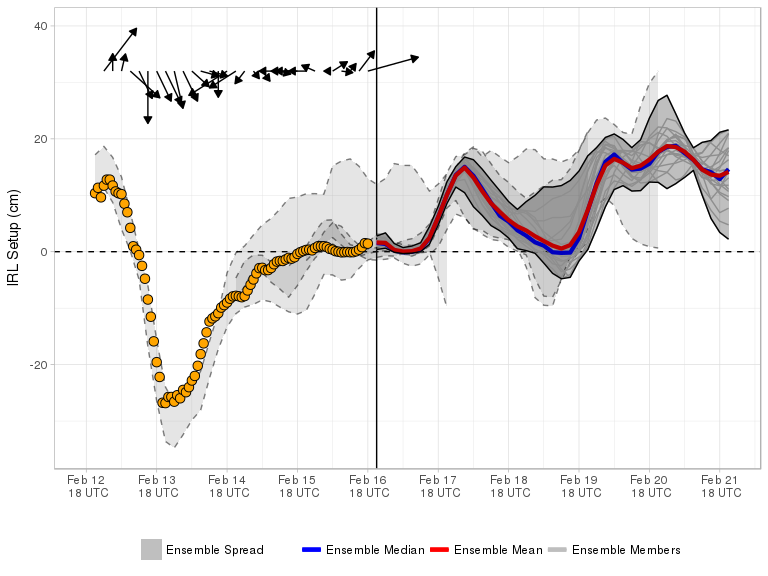 40
20
0
-20
IRL Setup (cm)
Feb 12 Feb 13 Feb 14 Feb 15 Feb 16 Feb 17 Feb 18 Feb 19 Feb 20 Feb 21
18 UTC 18 UTC 18 UTC 18 UTC 18 UTC 18 UTC 18 UTC 18 UTC 18 UTC 18 UTC
Ensemble Spread Ensemble Median Ensemble Mean Ensemble Members